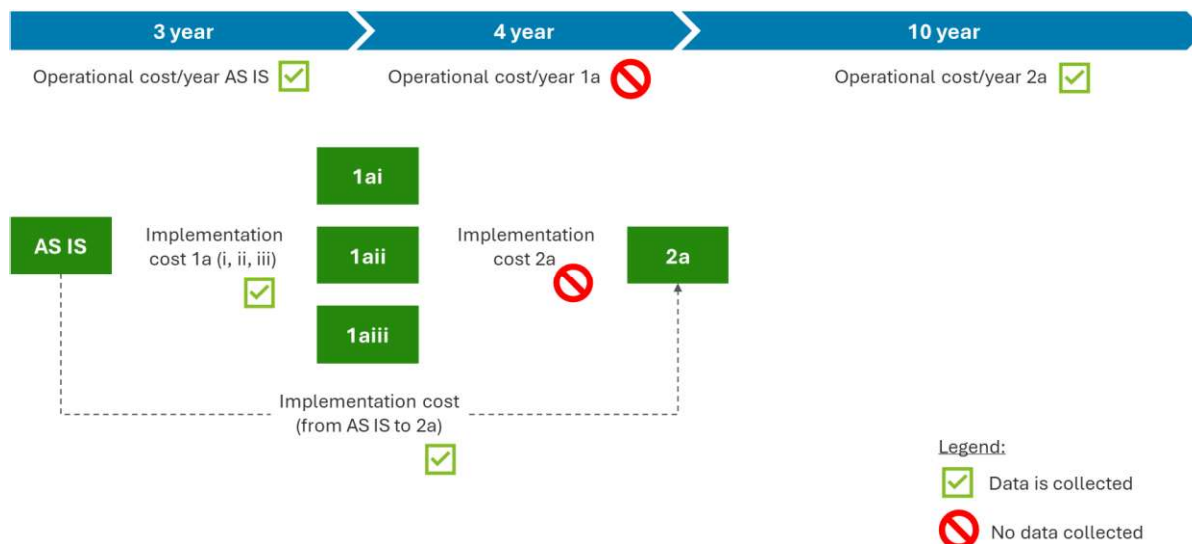 3 year
4 year
10 year
Operational cost/year AS IS
Operational cost/year 1a
Operational cost/year 2a
1ai
AS IS
Implementation
cost 1a (i, ii, iii)
1aii
Implementation
cost 2a
2a
1aiii
Implementation cost
(from AS IS to 2a)
Legend:
Data is collected
No data collected